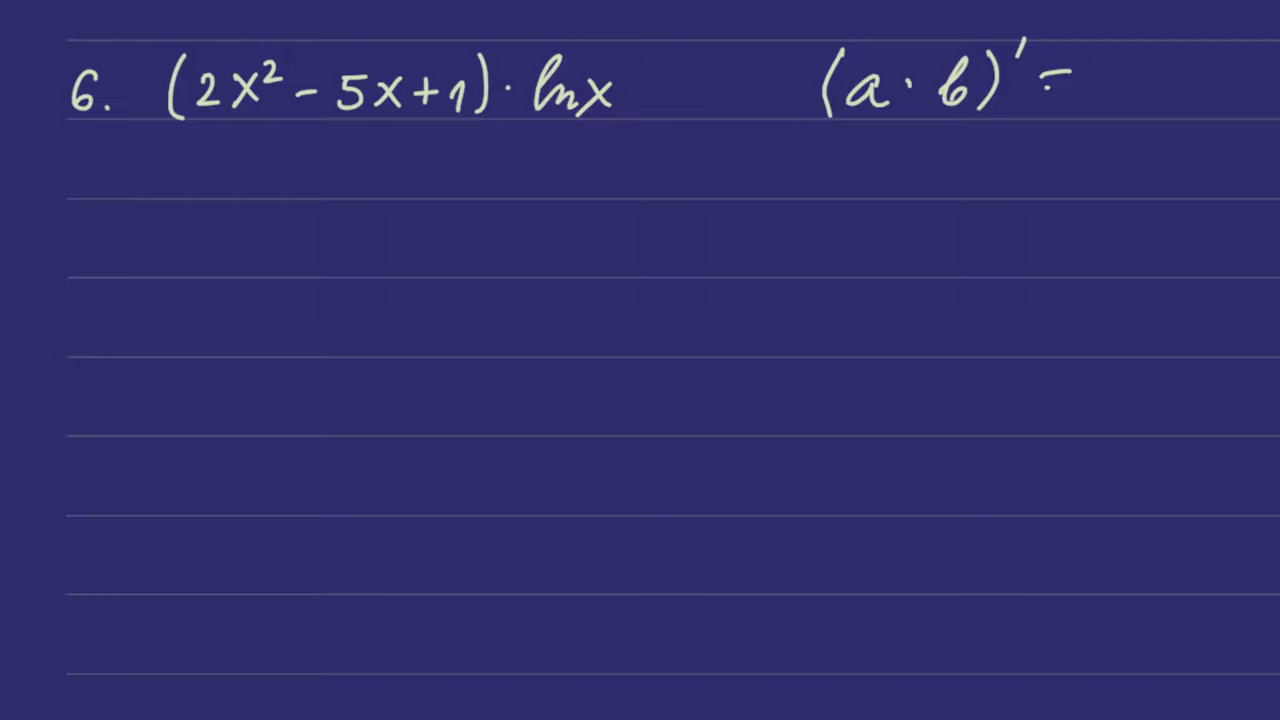 6. (2x² - 5x + 1) · ln x (a · b)' =